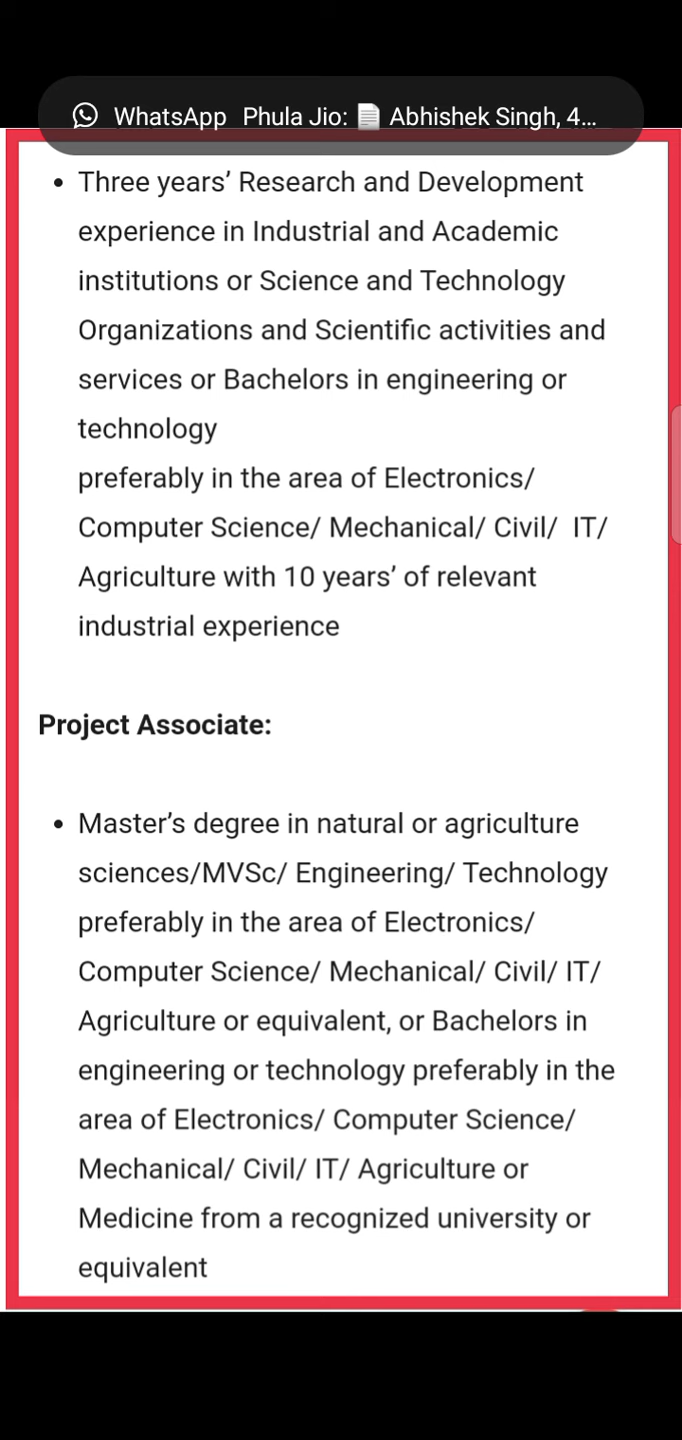 WhatsApp Phula Jio: 📄 Abhishek Singh, 4...
• Three years’ Research and Development
experience in Industrial and Academic
institutions or Science and Technology
Organizations and Scientific activities and
services or Bachelors in engineering or
technology
preferably in the area of Electronics/
Computer Science/ Mechanical/ Civil/  IT/
Agriculture with 10 years’ of relevant
industrial experience
Project Associate:
• Master’s degree in natural or agriculture
sciences/MVSc/ Engineering/ Technology
preferably in the area of Electronics/
Computer Science/ Mechanical/ Civil/ IT/
Agriculture or equivalent, or Bachelors in
engineering or technology preferably in the
area of Electronics/ Computer Science/
Mechanical/ Civil/ IT/ Agriculture or
Medicine from a recognized university or
equivalent